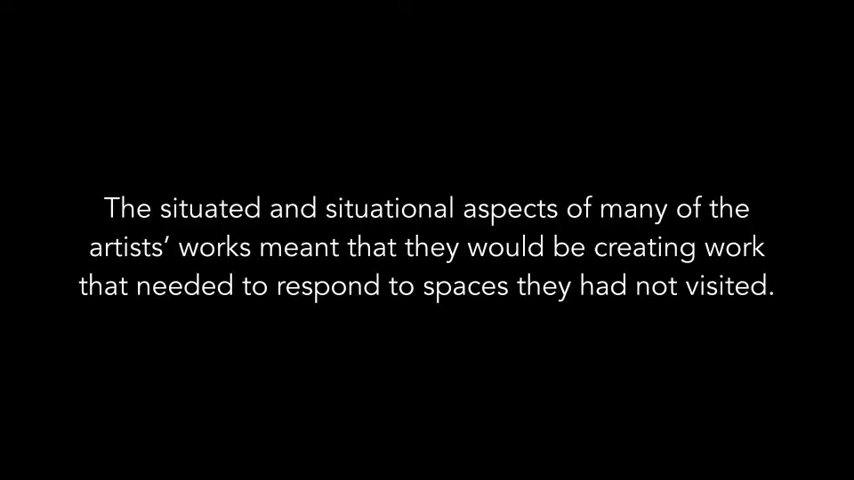 The situated and situational aspects of many of the
artists’ works meant that they would be creating work
that needed to respond to spaces they had not visited.